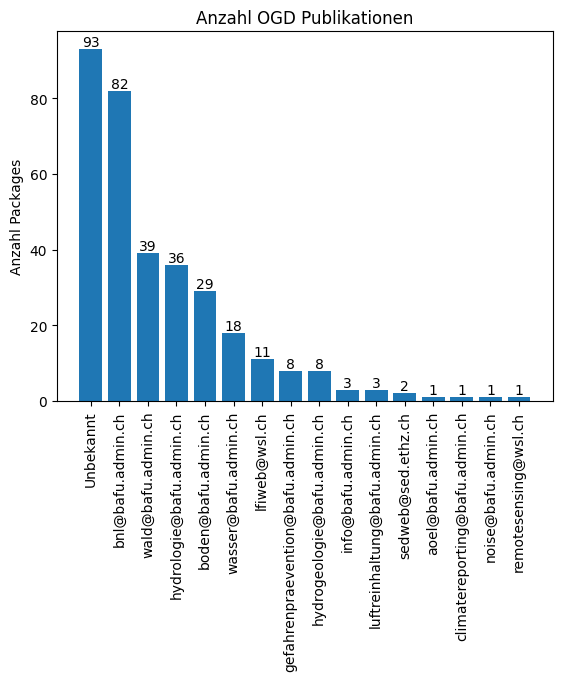 Anzahl OGD Publikationen
Anzahl Packages
80
60
40
20
0
93
82
39
36
29
18
11
8
8
3
3
2
1
1
1
1
Unbekannt
bnl@bafu.admin.ch
wald@bafu.admin.ch
hydrologie@bafu.admin.ch
boden@bafu.admin.ch
wasser@bafu.admin.ch
lfiweb@wsl.ch
gefahrenpraevention@bafu.admin.ch
hydrogeologie@bafu.admin.ch
info@bafu.admin.ch
luftreinhaltung@bafu.admin.ch
sedweb@sed.ethz.ch
aoel@bafu.admin.ch
climatereporting@bafu.admin.ch
noise@bafu.admin.ch
remotesensing@wsl.ch